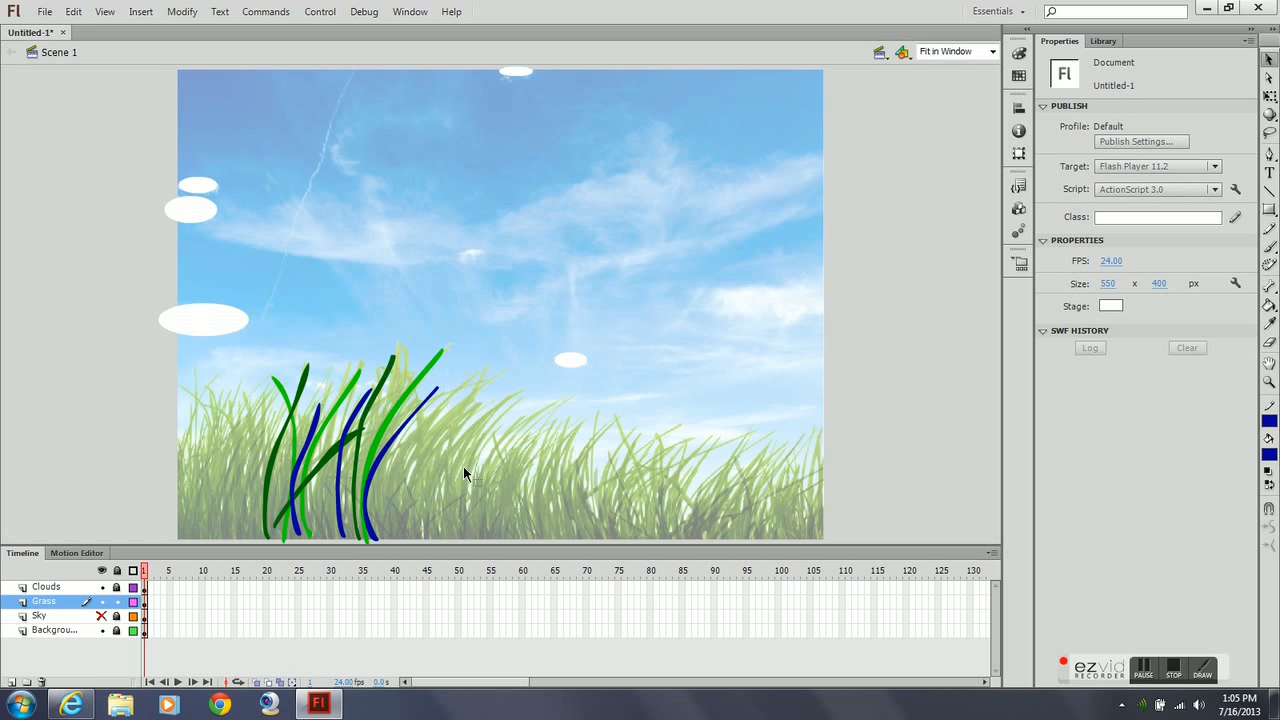 Fl File Edit View Insert Modify Text Commands Control Debug Window Help Essentials
Untitled-1*
Scene 1
Fit in Window
Properties Library
Document
Fl
Untitled-1
PUBLISH
Profile: Default
Publish Settings...
Target: Flash Player 11.2
Script: ActionScript 3.0
Class:
PROPERTIES
FPS: 24.00
Size: 550 x 400 px
Stage:
SWF HISTORY
Log Clear
Timeline Motion Editor
1 5 10 15 20 25 30 35 40 45 50 55 60 65 70 75 80 85 90 95 100 105 110 115 120 125 130
Clouds
Grass
Sky
Backgrou...
1 24.00 fps 0.0 s
ezvid
RECORDER
PAUSE STOP DRAW
Fl
1:05 PM
7/16/2013